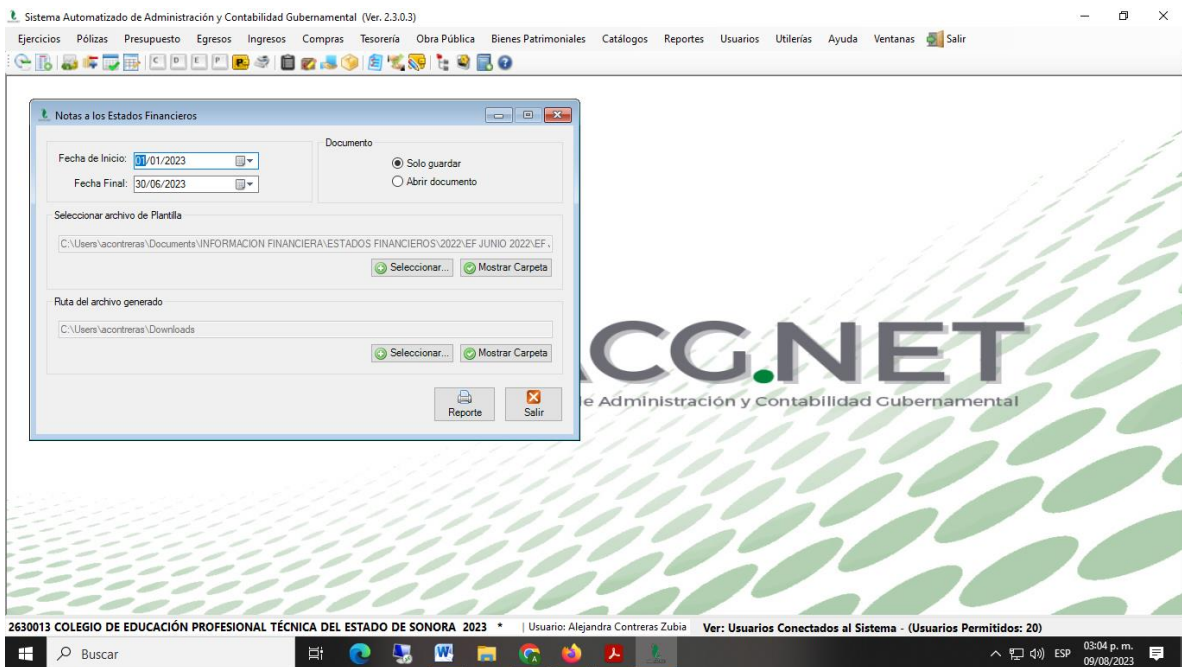 Sistema Automatizado de Administración y Contabilidad Gubernamental (Ver. 2.3.0.3)
Ejercicios Pólizas Presupuesto Egresos Ingresos Compras Tesorería Obra Pública Bienes Patrimoniales Catálogos Reportes Usuarios Utilerías Ayuda Ventanas Salir
C D E P
Notas a los Estados Financieros
Documento
Fecha de Inicio: 01/01/2023
Solo guardar
Fecha Final: 30/06/2023
Abrir documento
Seleccionar archivo de Plantilla
C:\Users\acontreras\Documents\INFORMACION FINANCIERA\ESTADOS FINANCIEROS\2022\EF JUNIO 2022\EF
Seleccionar... Mostrar Carpeta
Ruta del archivo generado
C:\Users\acontreras\Downloads
Seleccionar... Mostrar Carpeta
Reporte Salir
CG.NET
e Administración y Contabilidad Gubernamental
2630013 COLEGIO DE EDUCACIÓN PROFESIONAL TÉCNICA DEL ESTADO DE SONORA 2023 * | Usuario: Alejandra Contreras Zubia Ver: Usuarios Conectados al Sistema - (Usuarios Permitidos: 20)
Buscar ESP 03:04 p. m.
09/08/2023